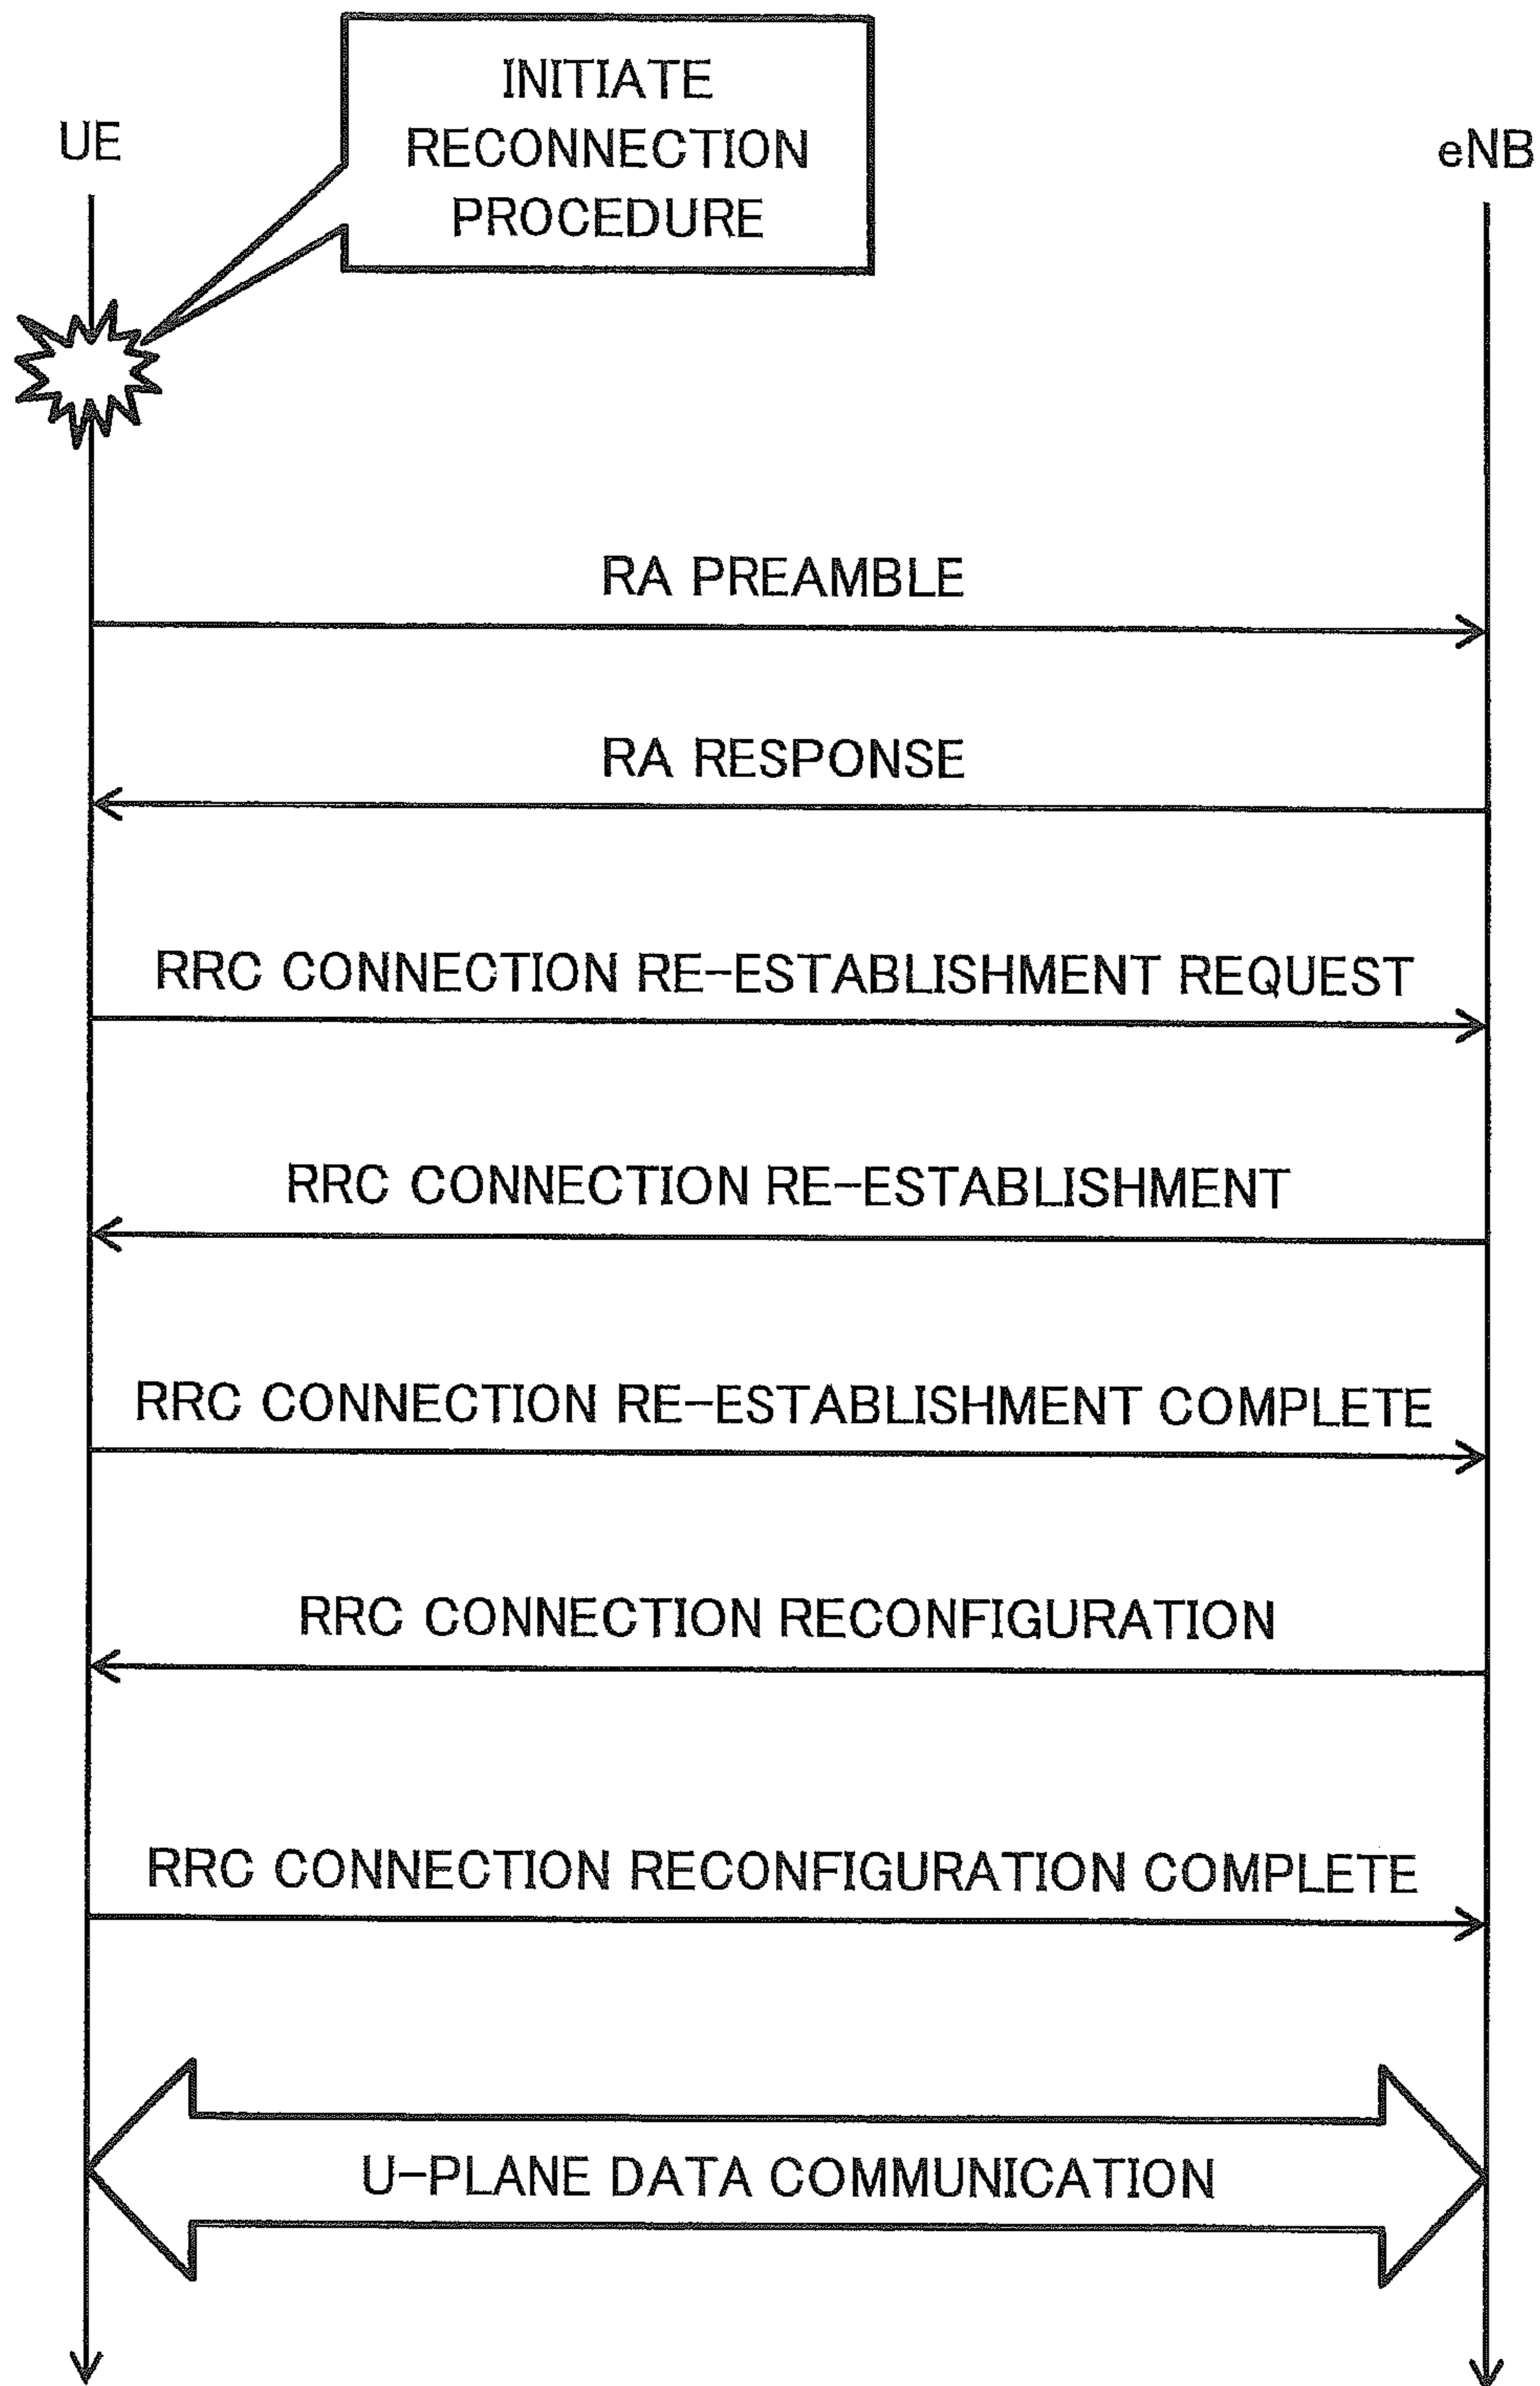 UE
INITIATE
RECONNECTION
PROCEDURE
eNB
RA PREAMBLE
RA RESPONSE
RRC CONNECTION RE-ESTABLISHMENT REQUEST
RRC CONNECTION RE-ESTABLISHMENT
RRC CONNECTION RE-ESTABLISHMENT COMPLETE
RRC CONNECTION RECONFIGURATION
RRC CONNECTION RECONFIGURATION COMPLETE
U-PLANE DATA COMMUNICATION